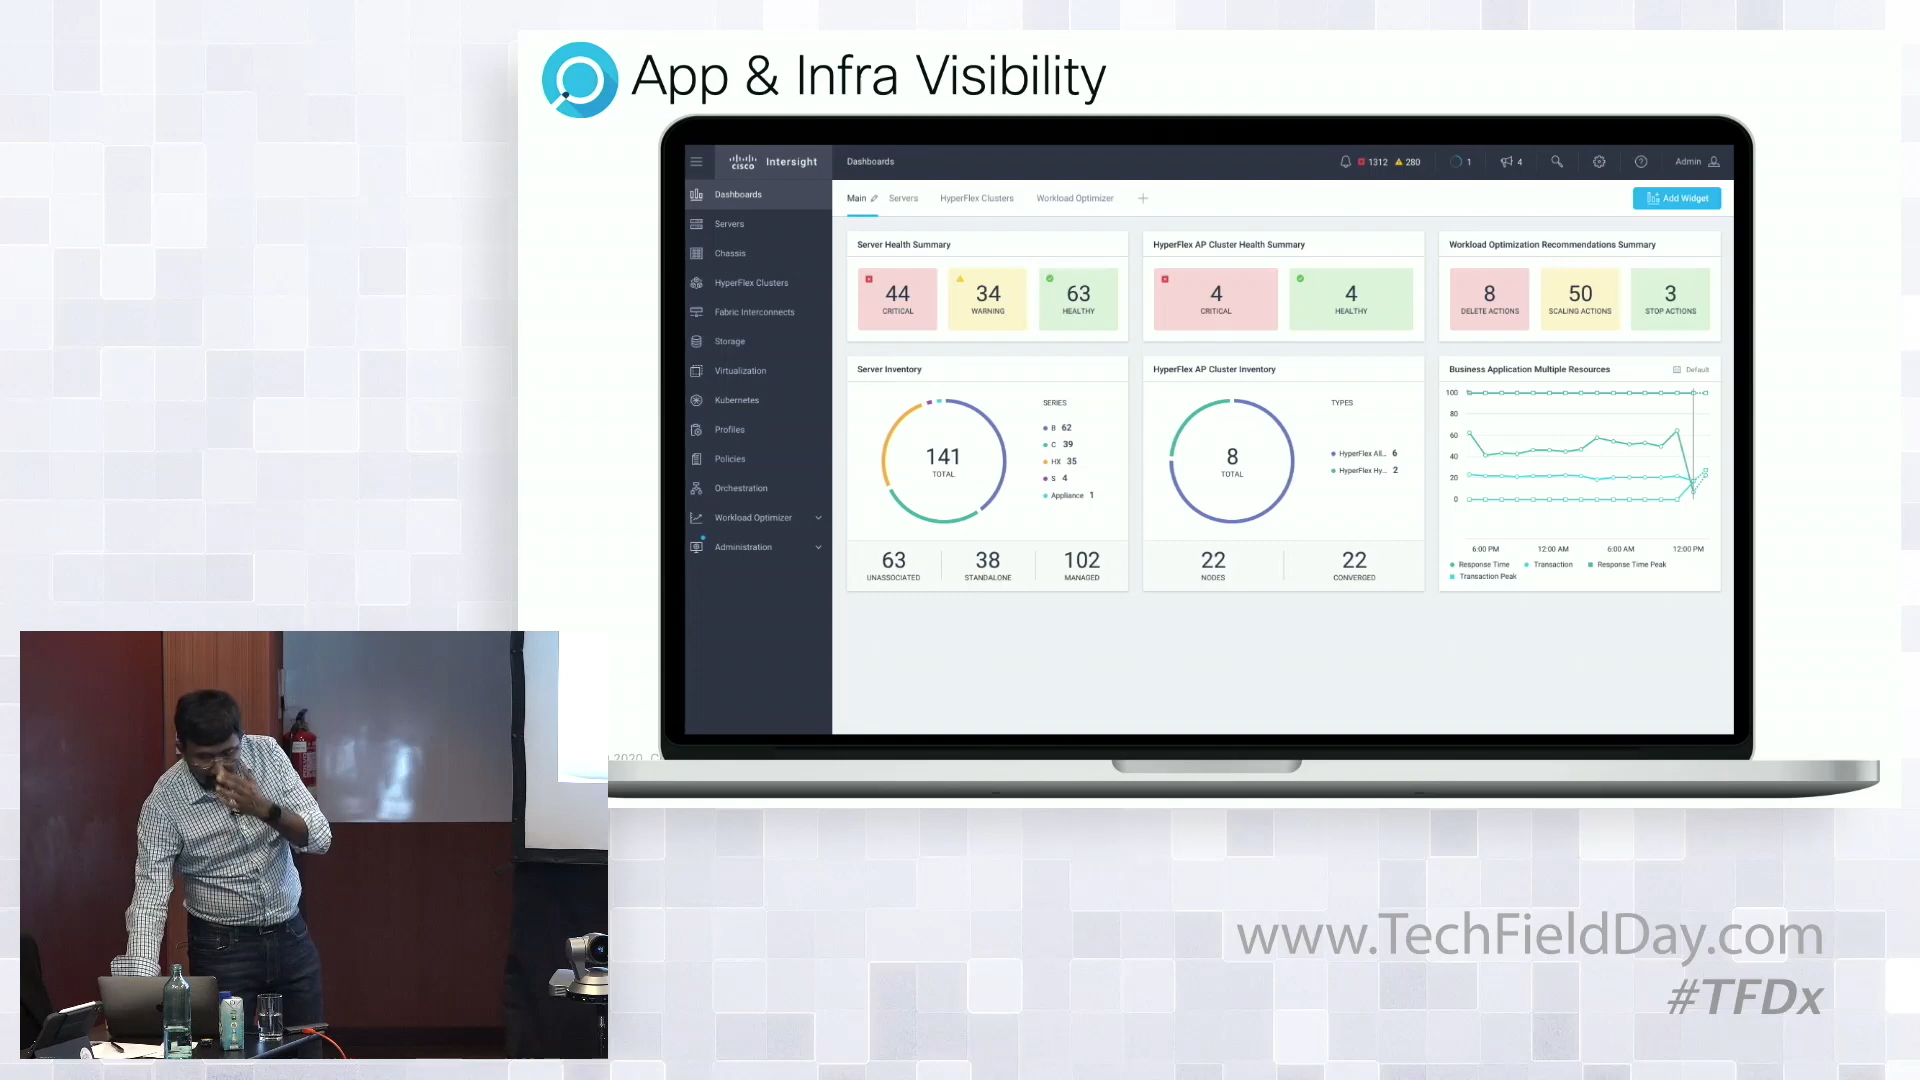 App & Infra Visibility
cisco Intersight
Dashboards
1312 280
1
4
Admin
Dashboards
Servers
Chassis
HyperFlex Clusters
Fabric Interconnects
Storage
Virtualization
Kubernetes
Profiles
Policies
Orchestration
Workload Optimizer
Administration
Main Servers HyperFlex Clusters Workload Optimizer
Add Widget
Server Health Summary
44
CRITICAL
34
WARNING
63
HEALTHY
HyperFlex AP Cluster Health Summary
4
CRITICAL
4
HEALTHY
Workload Optimization Recommendations Summary
8
DELETE ACTIONS
50
SCALING ACTIONS
3
STOP ACTIONS
Server Inventory
141
TOTAL
SERIES
B 62
C 39
HX 35
S 4
Appliance 1
63
UNASSOCIATED
38
STANDALONE
102
MANAGED
HyperFlex AP Cluster Inventory
8
TOTAL
TYPES
HyperFlex All... 6
HyperFlex Hy... 2
22
NODES
22
CONVERGED
Business Application Multiple Resources
Default
100
80
60
40
20
0
6:00 PM 12:00 AM 6:00 AM 12:00 PM
Response Time Transaction Response Time Peak
Transaction Peak
2020
www.TechFieldDay.com
#TFDx